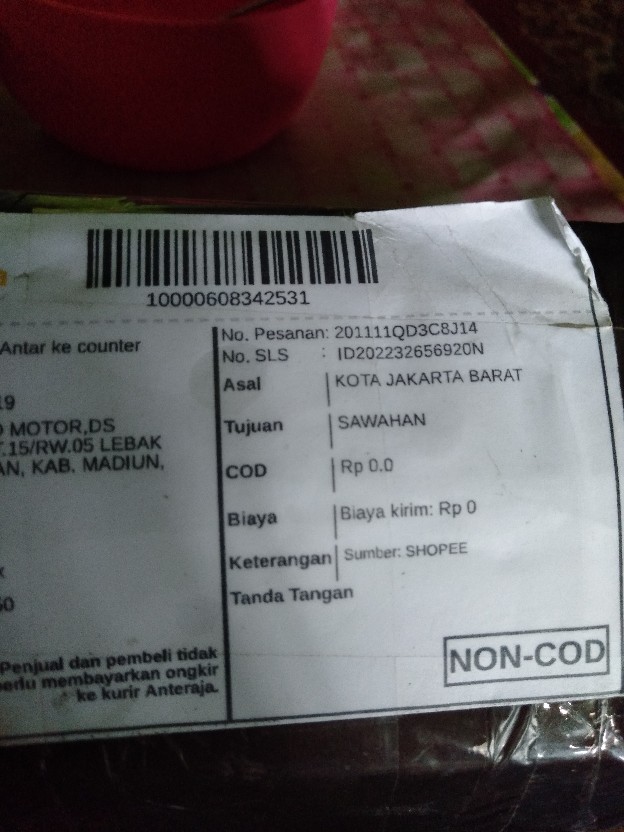 10000608342531
Antar ke counter
No. Pesanan: 201111QD3C8J14
No. SLS : ID202232656920N
Asal KOTA JAKARTA BARAT
19
MOTOR,DS
T.15/RW.05 LEBAK
AN, KAB. MADIUN,
Tujuan SAWAHAN
COD Rp 0.0
Biaya Biaya kirim: Rp 0
Keterangan Sumber: SHOPEE
Tanda Tangan
50
Penjual dan pembeli tidak
perlu membayarkan ongkir
ke kurir Anteraja.
NON-COD